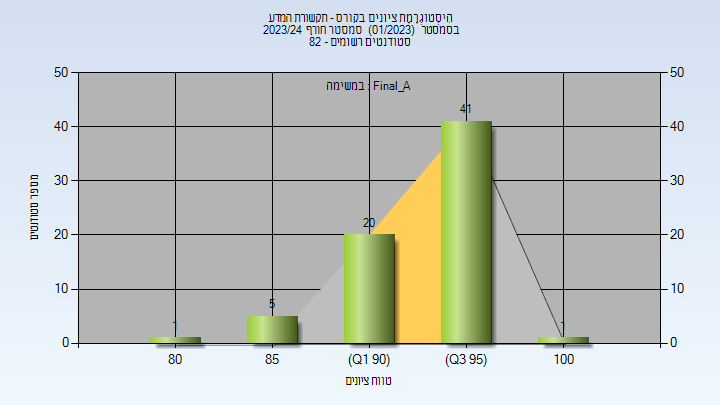 היסטוגרמת ציונים בקורס - תקשורת המדע
בסמסטר (01/2023) סמסטר חורף 2023/24
סטודנטים רשומים - 82
במשימה : Final_A
50
40
30
20
10
0
50
40
30
20
10
0
מספר סטודנטים
1
5
20
41
1
80
85
(Q1 90)
(Q3 95)
100
טווח ציונים